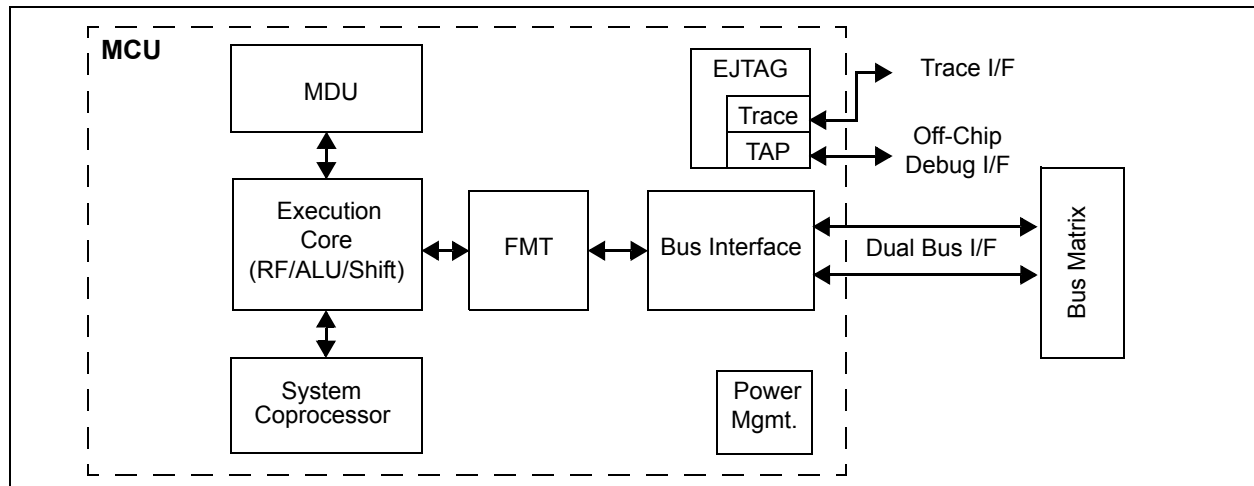 MCU
MDU
EJTAG
Trace
TAP
Trace I/F
Off-Chip
Debug I/F
Execution
Core
(RF/ALU/Shift)
FMT
Bus Interface
Dual Bus I/F
Bus Matrix
System
Coprocessor
Power
Mgmt.